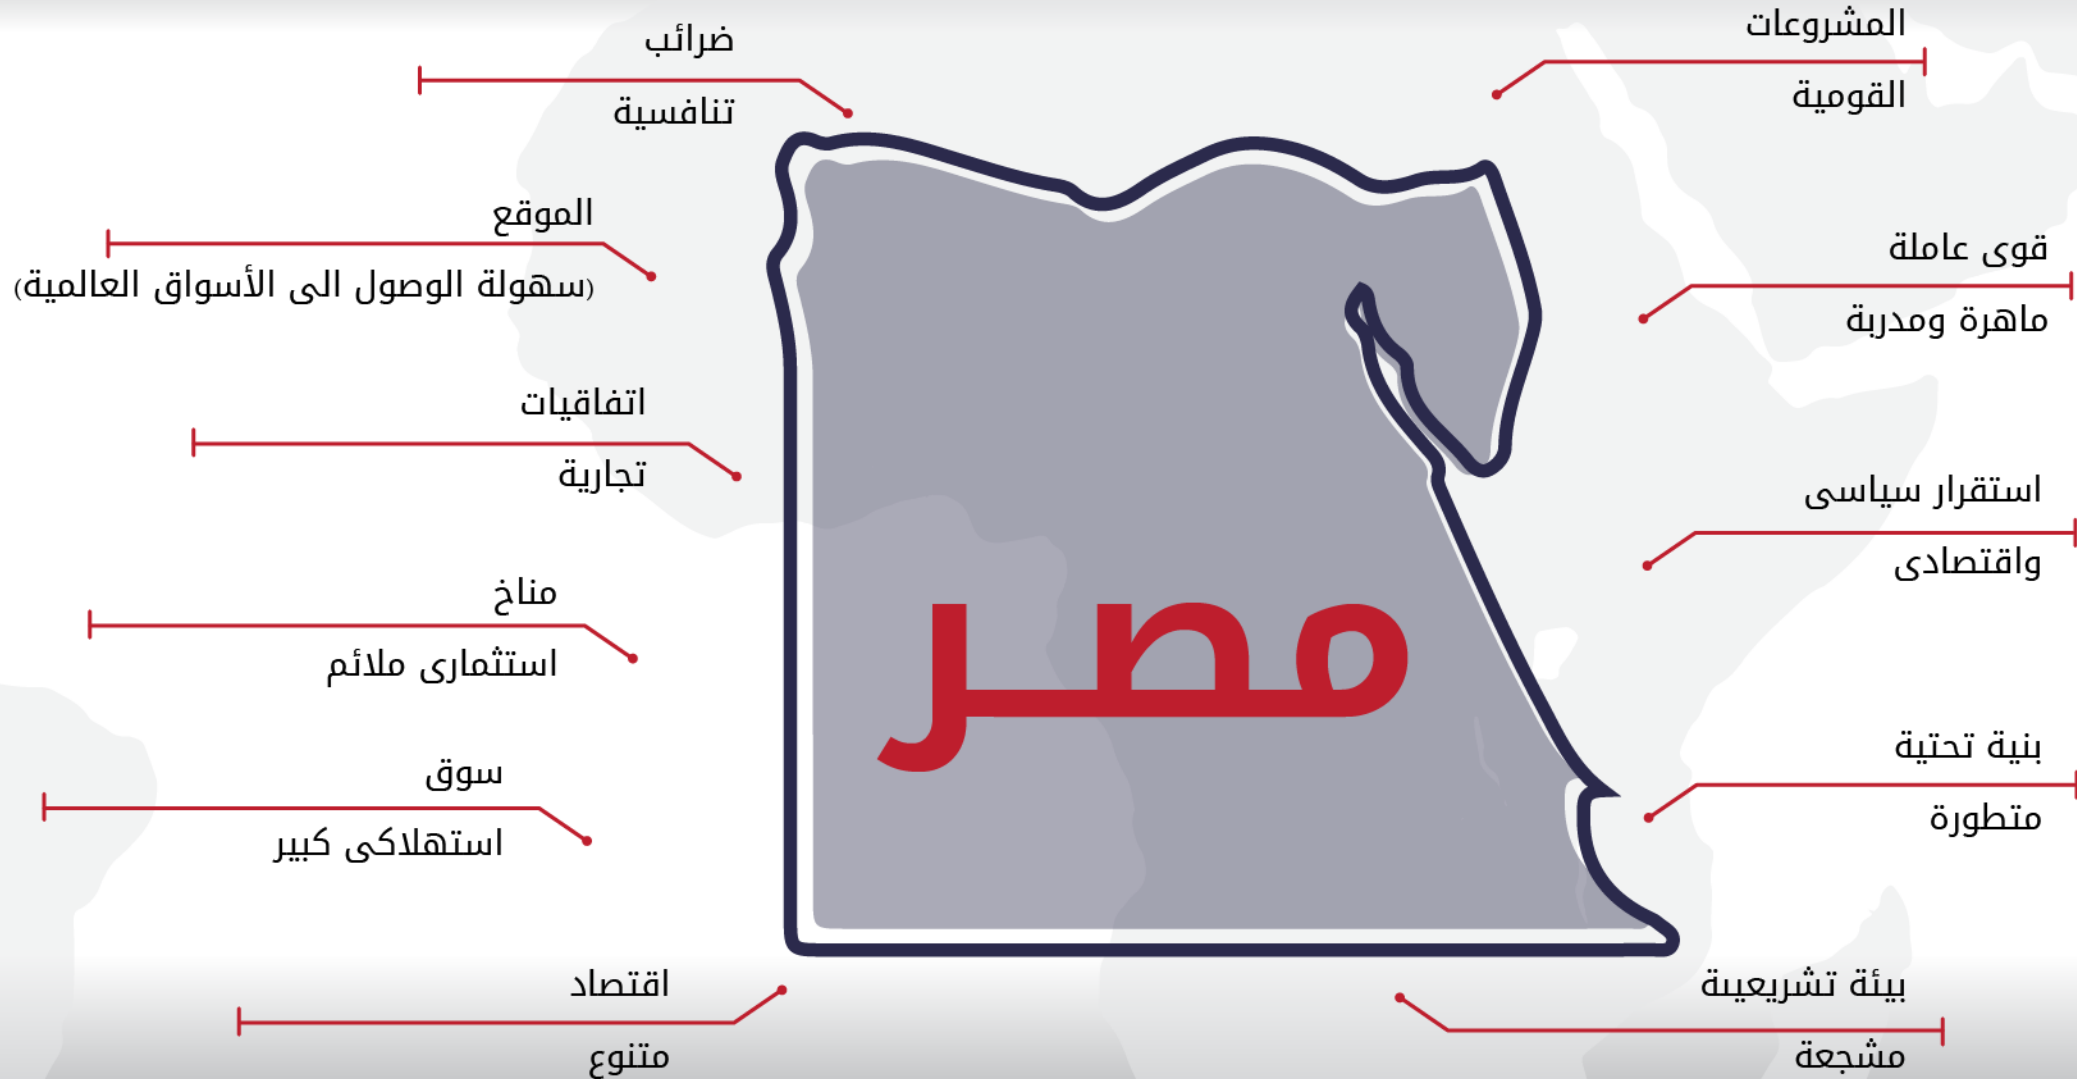 المشروعات
القومية
قوى عاملة
ماهرة ومدربة
استقرار سياسى
واقتصادى
بنية تحتية
متطورة
بيئة تشريعيىة
مشجعة
مصر
ضرائب
تنافسية
الموقع
(سهولة الوصول الى الأسواق العالمية)
اتفاقيات
تجارية
مناخ
استثمارى ملائم
سوق
استهلاكى كبير
اقتصاد
متنوع